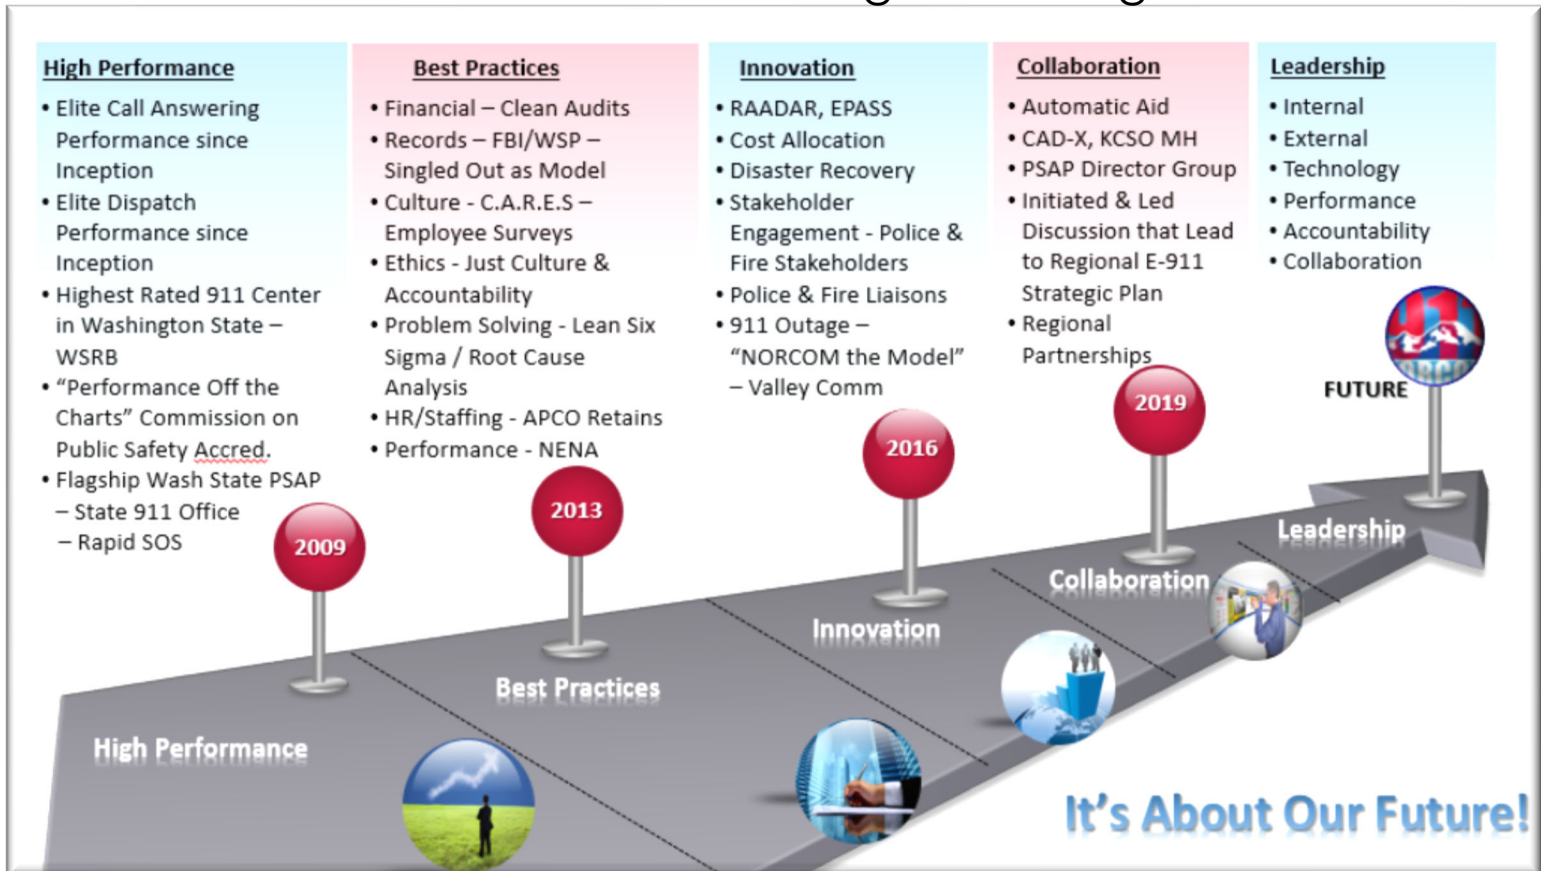 High Performance
• Elite Call Answering
Performance since
Inception
• Elite Dispatch
Performance since
Inception
• Highest Rated 911 Center
in Washington State –
WSRB
• “Performance Off the
Charts” Commission on
Public Safety Accred.
• Flagship Wash State PSAP
– State 911 Office
– Rapid SOS
Best Practices
• Financial – Clean Audits
• Records – FBI/WSP –
Singled Out as Model
• Culture - C.A.R.E.S –
Employee Surveys
• Ethics - Just Culture &
Accountability
• Problem Solving - Lean Six
Sigma / Root Cause
Analysis
• HR/Staffing - APCO Retains
• Performance - NENA
Innovation
• RAADAR, EPASS
• Cost Allocation
• Disaster Recovery
• Stakeholder
Engagement - Police &
Fire Stakeholders
• Police & Fire Liaisons
• 911 Outage –
“NORCOM the Model”
– Valley Comm
Collaboration
• Automatic Aid
• CAD-X, KCSO MH
• PSAP Director Group
• Initiated & Led
Discussion that Lead
to Regional E-911
Strategic Plan
• Regional
Partnerships
Leadership
• Internal
• External
• Technology
• Performance
• Accountability
• Collaboration
2009
2013
2016
2019
FUTURE
High Performance
Best Practices
Innovation
Collaboration
Leadership
It’s About Our Future!